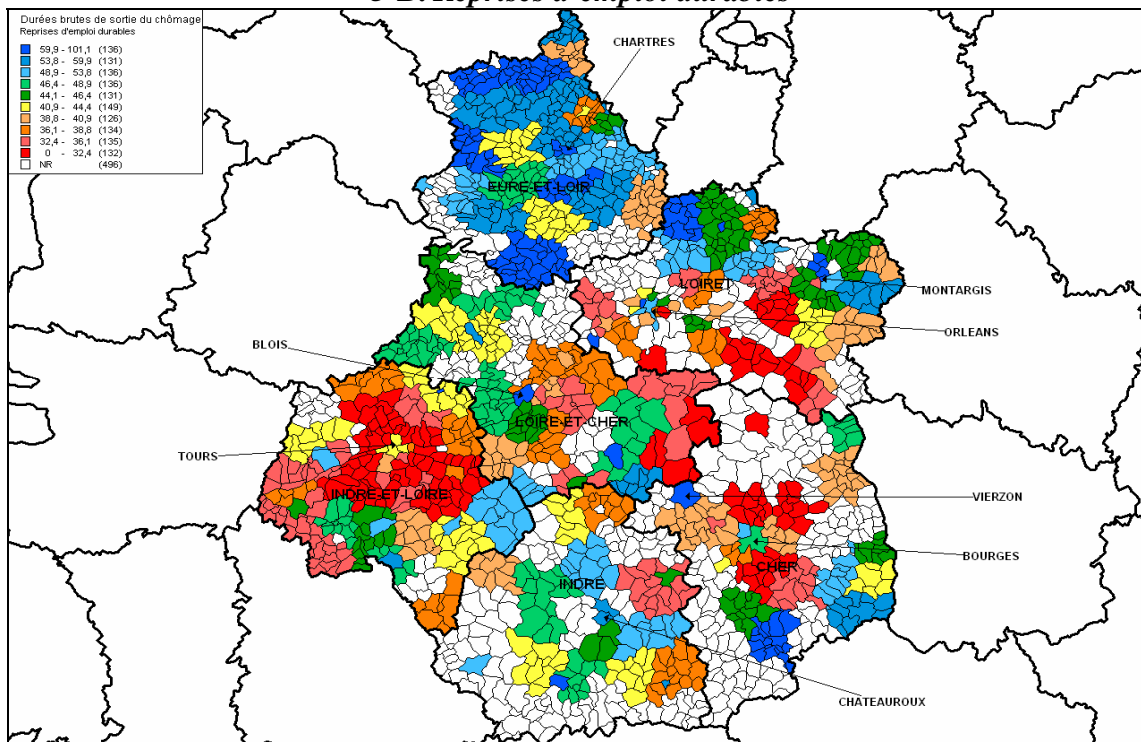 Durées brutes de sortie du chômage
Reprises d'emploi durables
59,9 - 101,1 (136)
53,8 - 59,9 (131)
48,9 - 53,8 (136)
46,4 - 48,9 (136)
44,1 - 46,4 (131)
40,9 - 44,4 (149)
38,8 - 40,9 (126)
36,1 - 38,8 (134)
32,4 - 36,1 (135)
0 - 32,4 (132)
NR (496)
CHARTRES
EURE-ET-LOIR
LOIRET
MONTARGIS
ORLEANS
BLOIS
LOIRE-ET-CHER
TOURS
INDRE-ET-LOIRE
VIERZON
BOURGES
CHER
INDRE
CHATEAUROUX